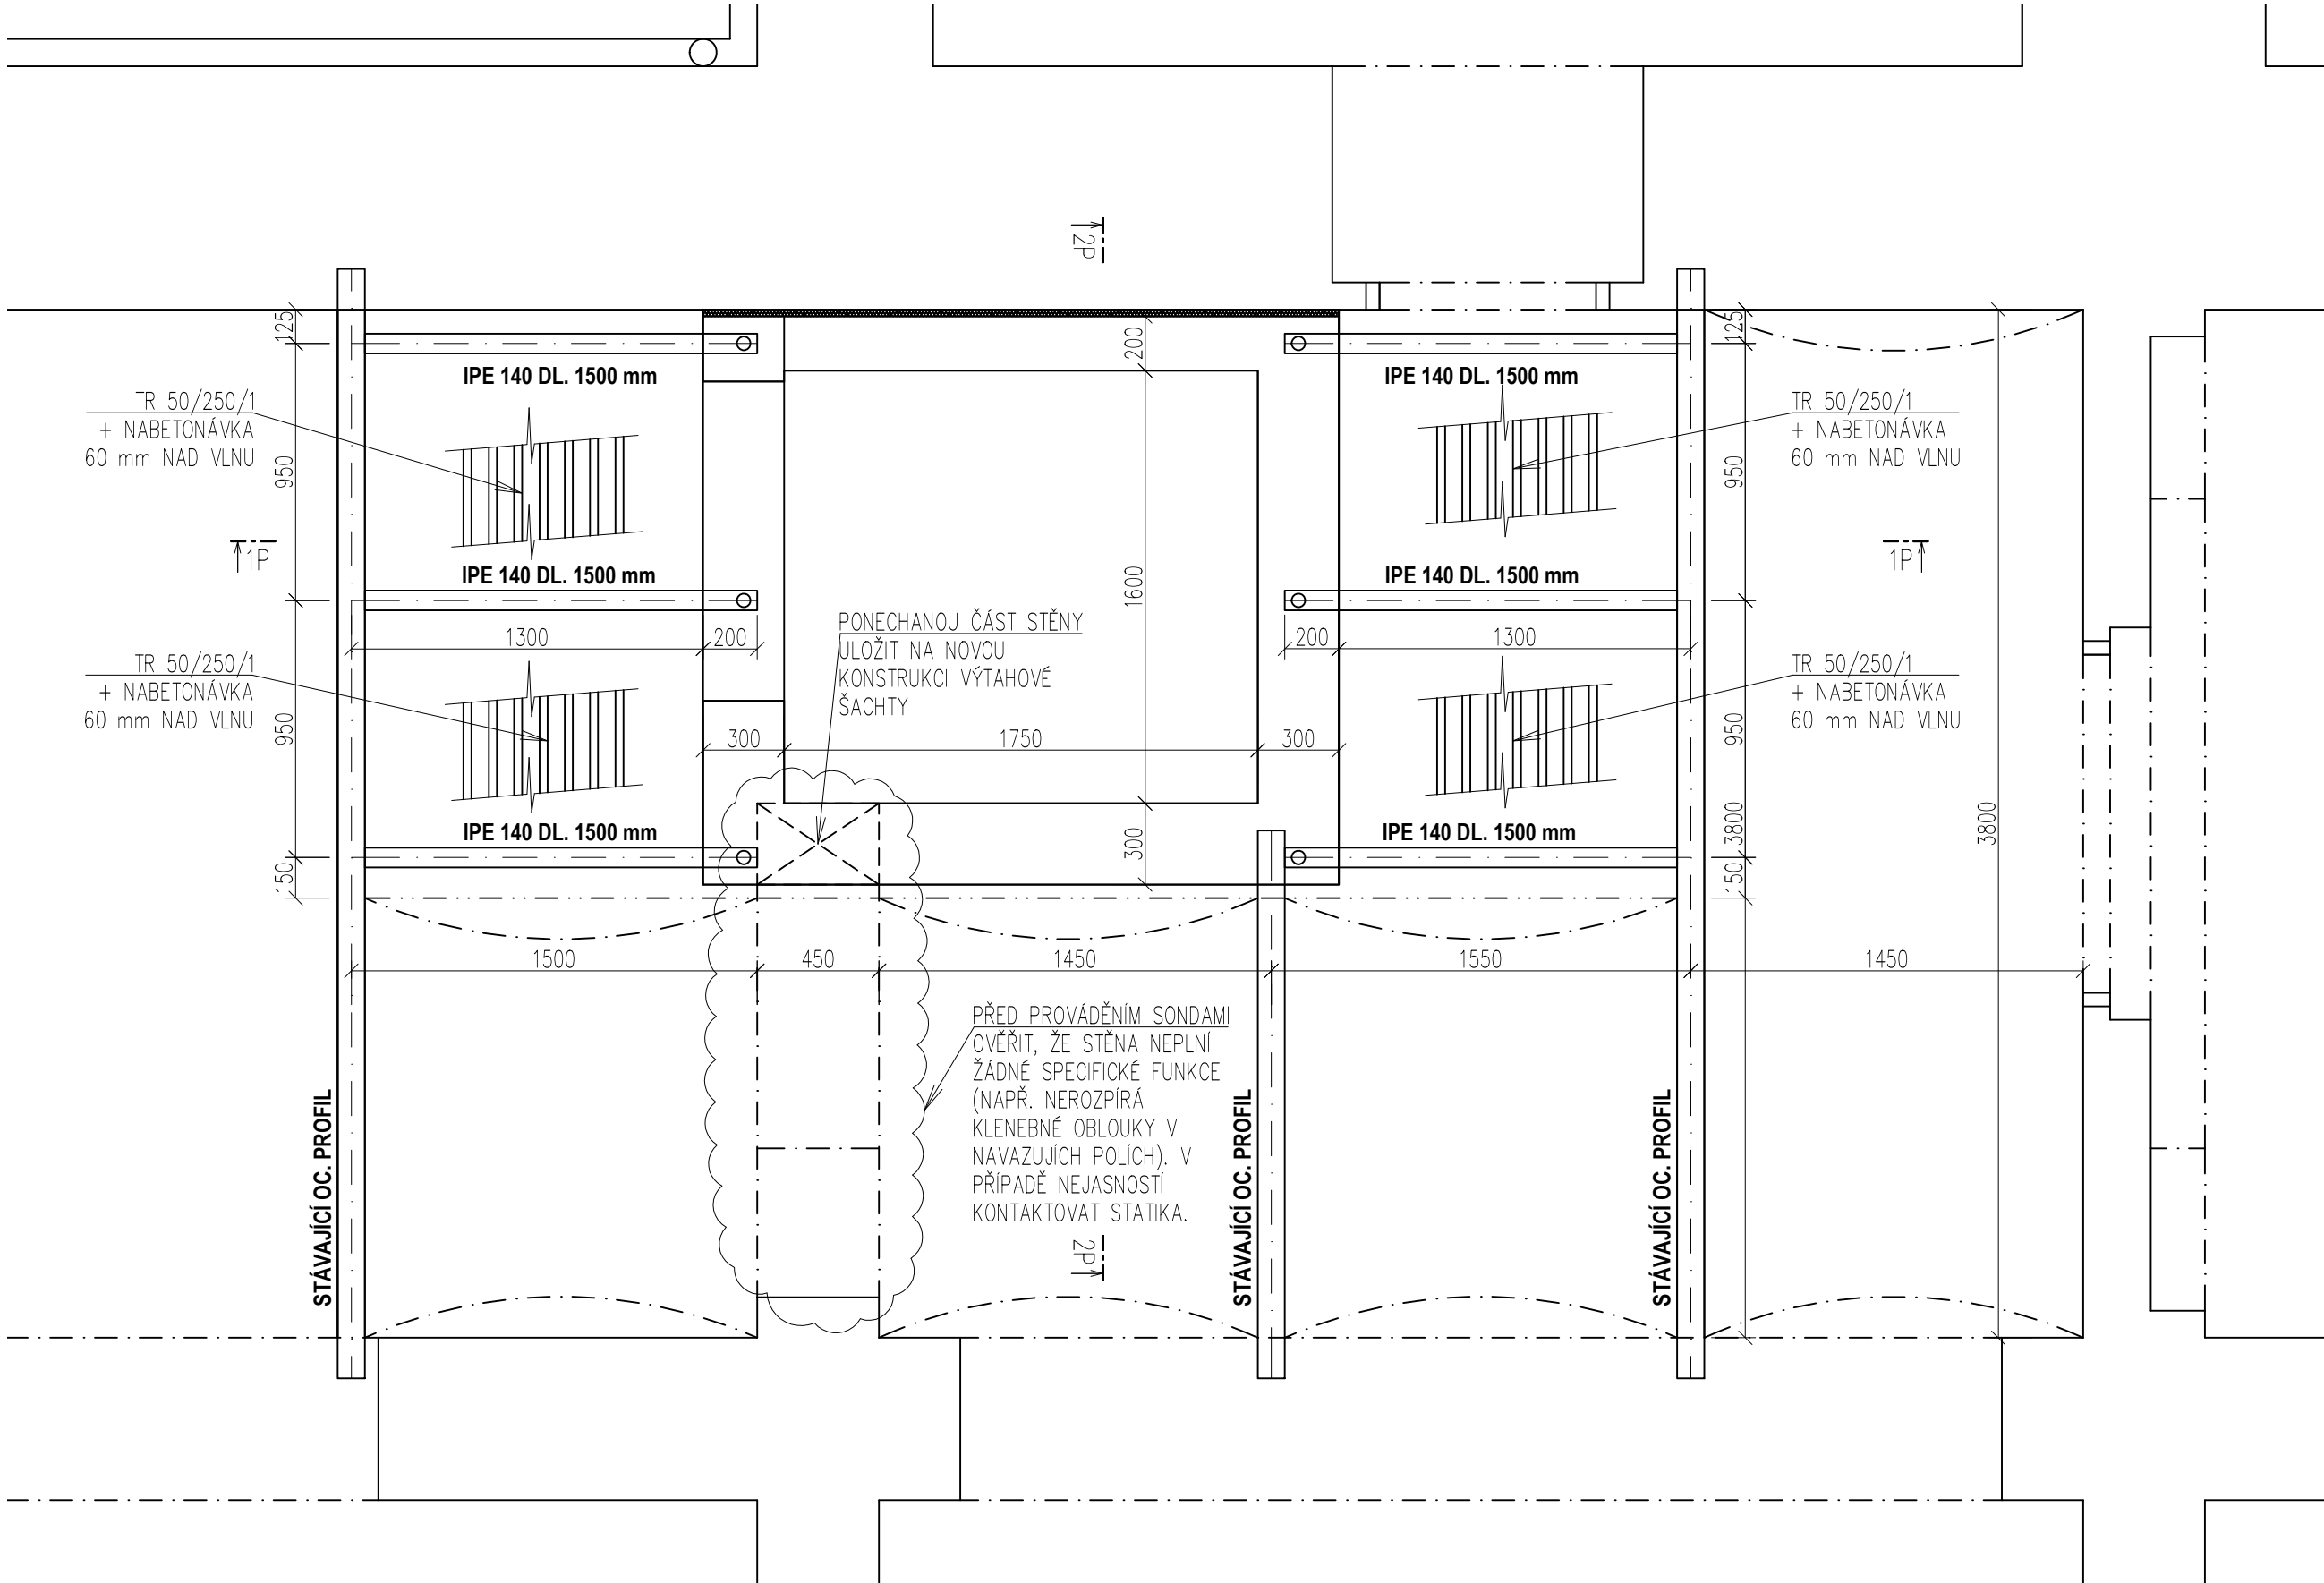 2P
125
200
125
IPE 140 DL. 1500 mm
IPE 140 DL. 1500 mm
TR 50/250/1
+ NABETONÁVKA
60 mm NAD VLNU
950
TR 50/250/1
+ NABETONÁVKA
60 mm NAD VLNU
950
1P
1P
IPE 140 DL. 1500 mm
IPE 140 DL. 1500 mm
1600
1300
200
200
1300
PONECHANOU ČÁST STĚNY
ULOŽIT NA NOVOU
KONSTRUKCI VÝTAHOVÉ
ŠACHTY
TR 50/250/1
+ NABETONÁVKA
60 mm NAD VLNU
950
TR 50/250/1
+ NABETONÁVKA
60 mm NAD VLNU
950
300
1750
300
IPE 140 DL. 1500 mm
IPE 140 DL. 1500 mm
300
3800
3800
150
150
1500
450
1450
1550
1450
PŘED PROVÁDĚNÍM SONDAMI
OVĚŘIT, ŽE STĚNA NEPLNÍ
ŽÁDNÉ SPECIFICKÉ FUNKCE
(NAPŘ. NEROZPÍRÁ
KLENEBNÉ OBLOUKY V
NAVAZUJÍCH POLÍCH). V
PŘÍPADĚ NEJASNOSTÍ
KONTAKTOVAT STATIKA.
STÁVAJÍCÍ OC. PROFIL
STÁVAJÍCÍ OC. PROFIL
STÁVAJÍCÍ OC. PROFIL
2P